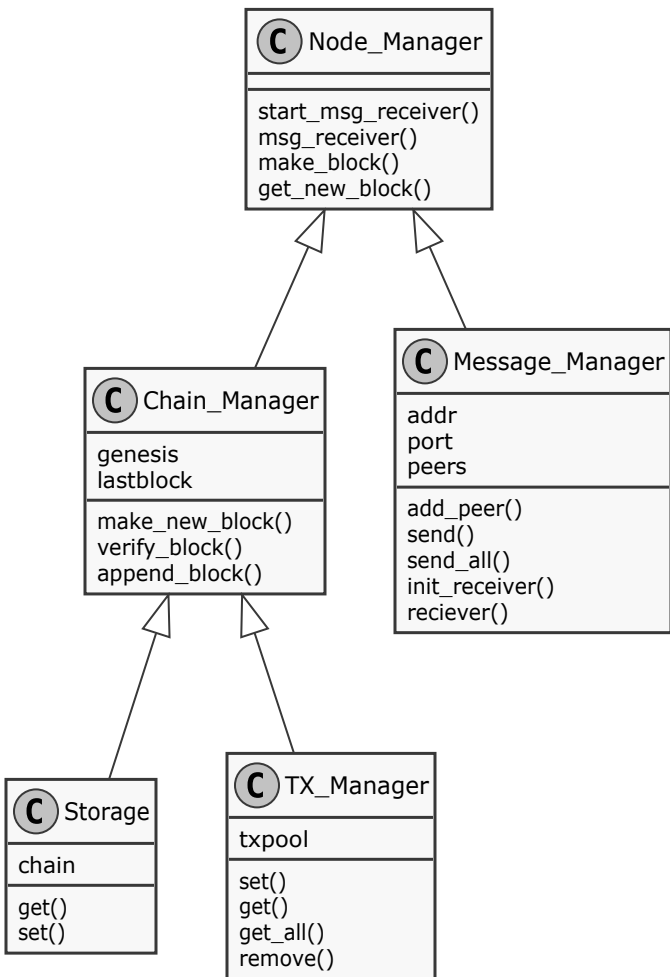 C Node_Manager
start_msg_receiver()
msg_receiver()
make_block()
get_new_block()
C Chain_Manager
genesis
lastblock
make_new_block()
verify_block()
append_block()
C Message_Manager
addr
port
peers
add_peer()
send()
send_all()
init_receiver()
reciever()
C Storage
chain
get()
set()
C TX_Manager
txpool
set()
get()
get_all()
remove()